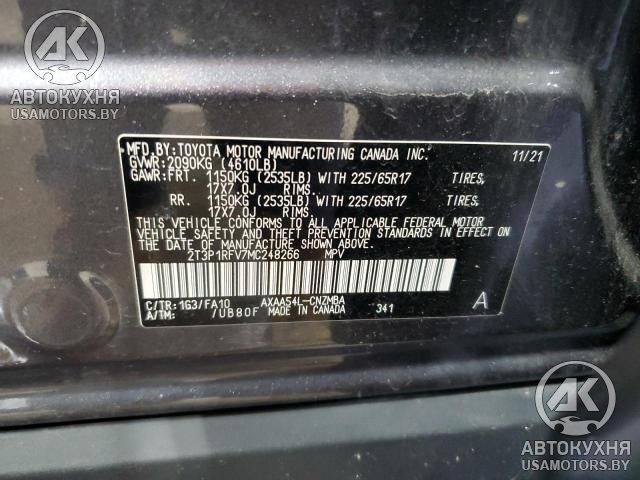 АК
АВТОКУХНЯ
USAMOTORS.BY
MFD.BY:TOYOTA MOTOR MANUFACTURING CANADA INC. 11/21
GVWR:2090KG (4610LB)
GAWR:FRT. 1150KG (2535LB) WITH 225/65R17 TIRES,
17X7.0J RIMS.
RR. 1150KG (2535LB) WITH 225/65R17 TIRES,
17X7.0J RIMS.
THIS VEHICLE CONFORMS TO ALL APPLICABLE FEDERAL MOTOR
VEHICLE SAFETY, BUMPER, AND THEFT PREVENTION STANDARDS IN EFFECT ON
THE DATE OF MANUFACTURE SHOWN ABOVE.
2T3P1RFV7MC248266 MPV
C/TR:1G3/FA10 AXAA54L-CNZMBA A
A/TM: /UB80F MADE IN CANADA 341
АК
АВТОКУХНЯ
USAMOTORS.BY